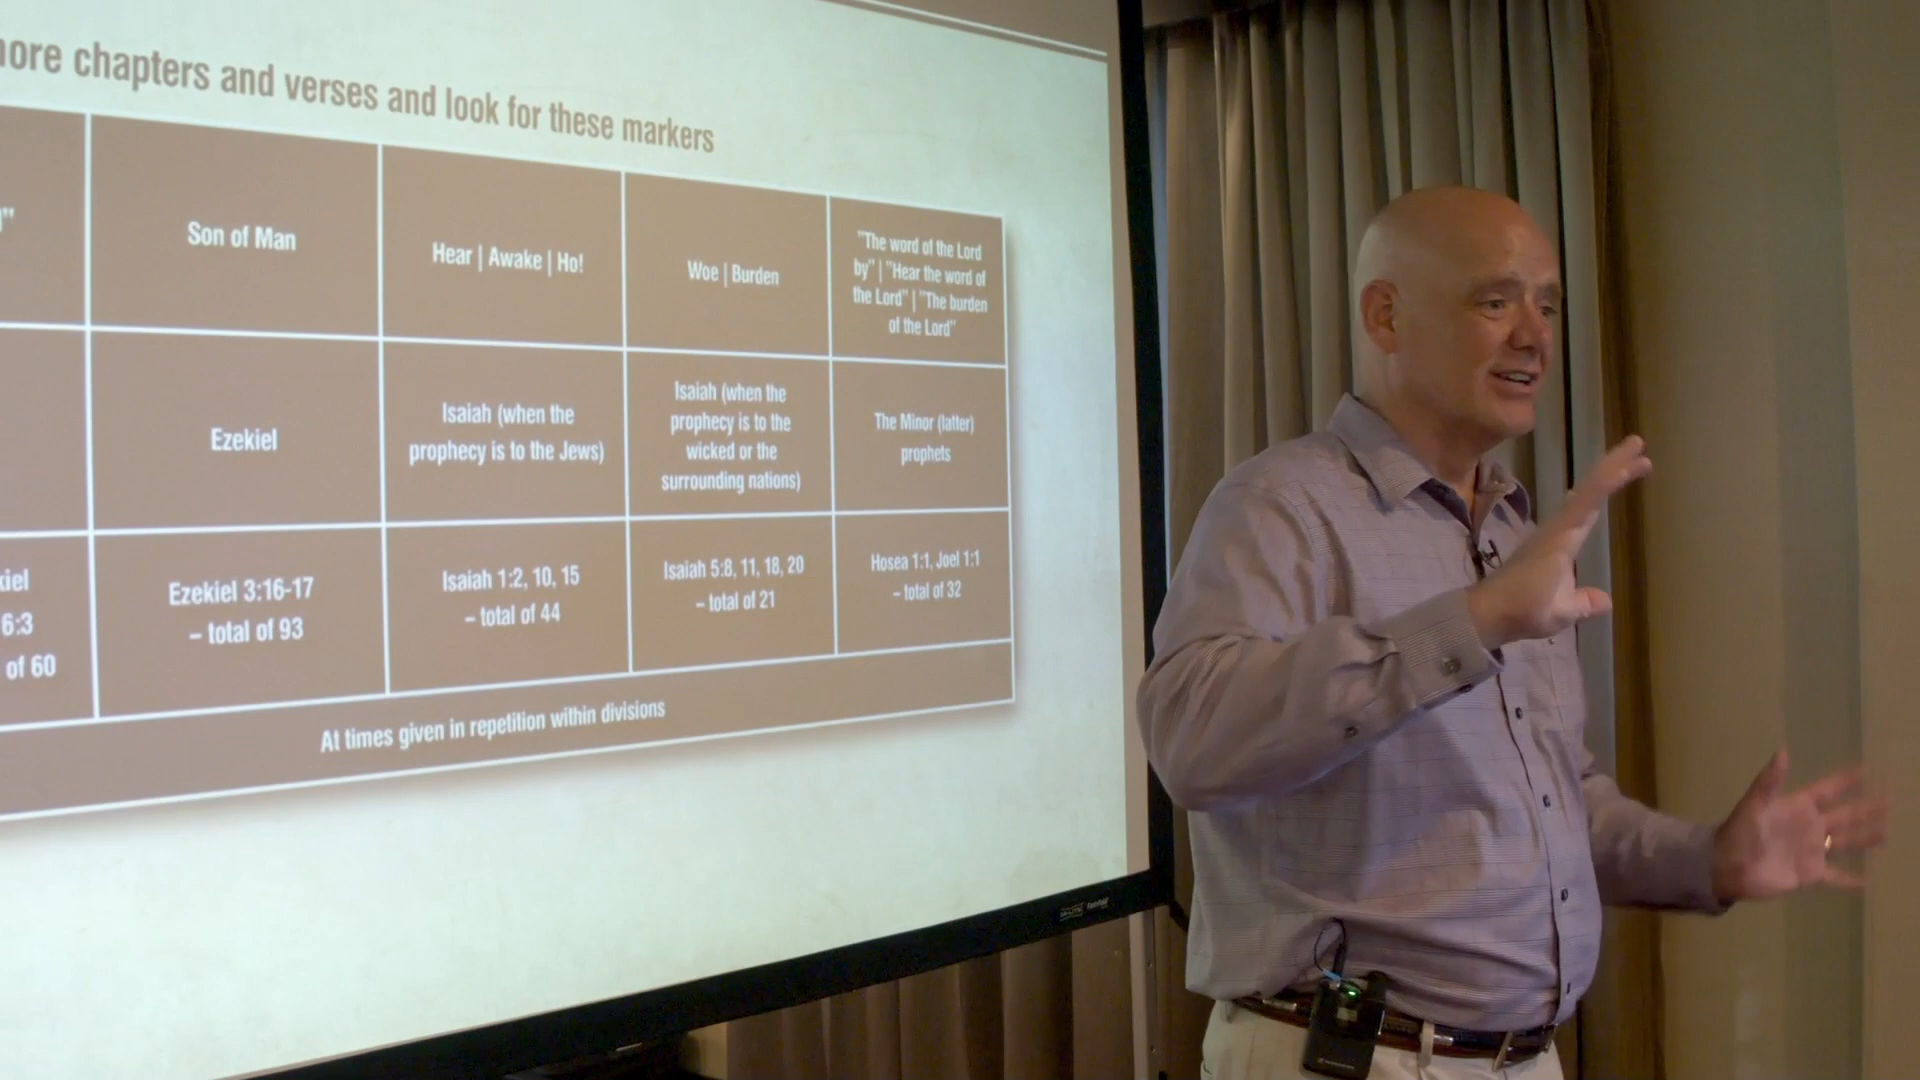 ore chapters and verses and look for these markers
"
Son of Man
Hear | Awake | Ho!
Woe | Burden
"The word of the Lord
by" | "Hear the word of
the Lord" | "The burden
of the Lord"
Ezekiel
Isaiah (when the
prophecy is to the Jews)
Isaiah (when the
prophecy is to the
wicked or the
surrounding nations)
The Minor (latter)
prophets
kiel
6:3
of 60
Ezekiel 3:16-17
– total of 93
Isaiah 1:2, 10, 15
– total of 44
Isaiah 5:8, 11, 18, 20
– total of 21
Hosea 1:1, Joel 1:1
– total of 32
At times given in repetition within divisions